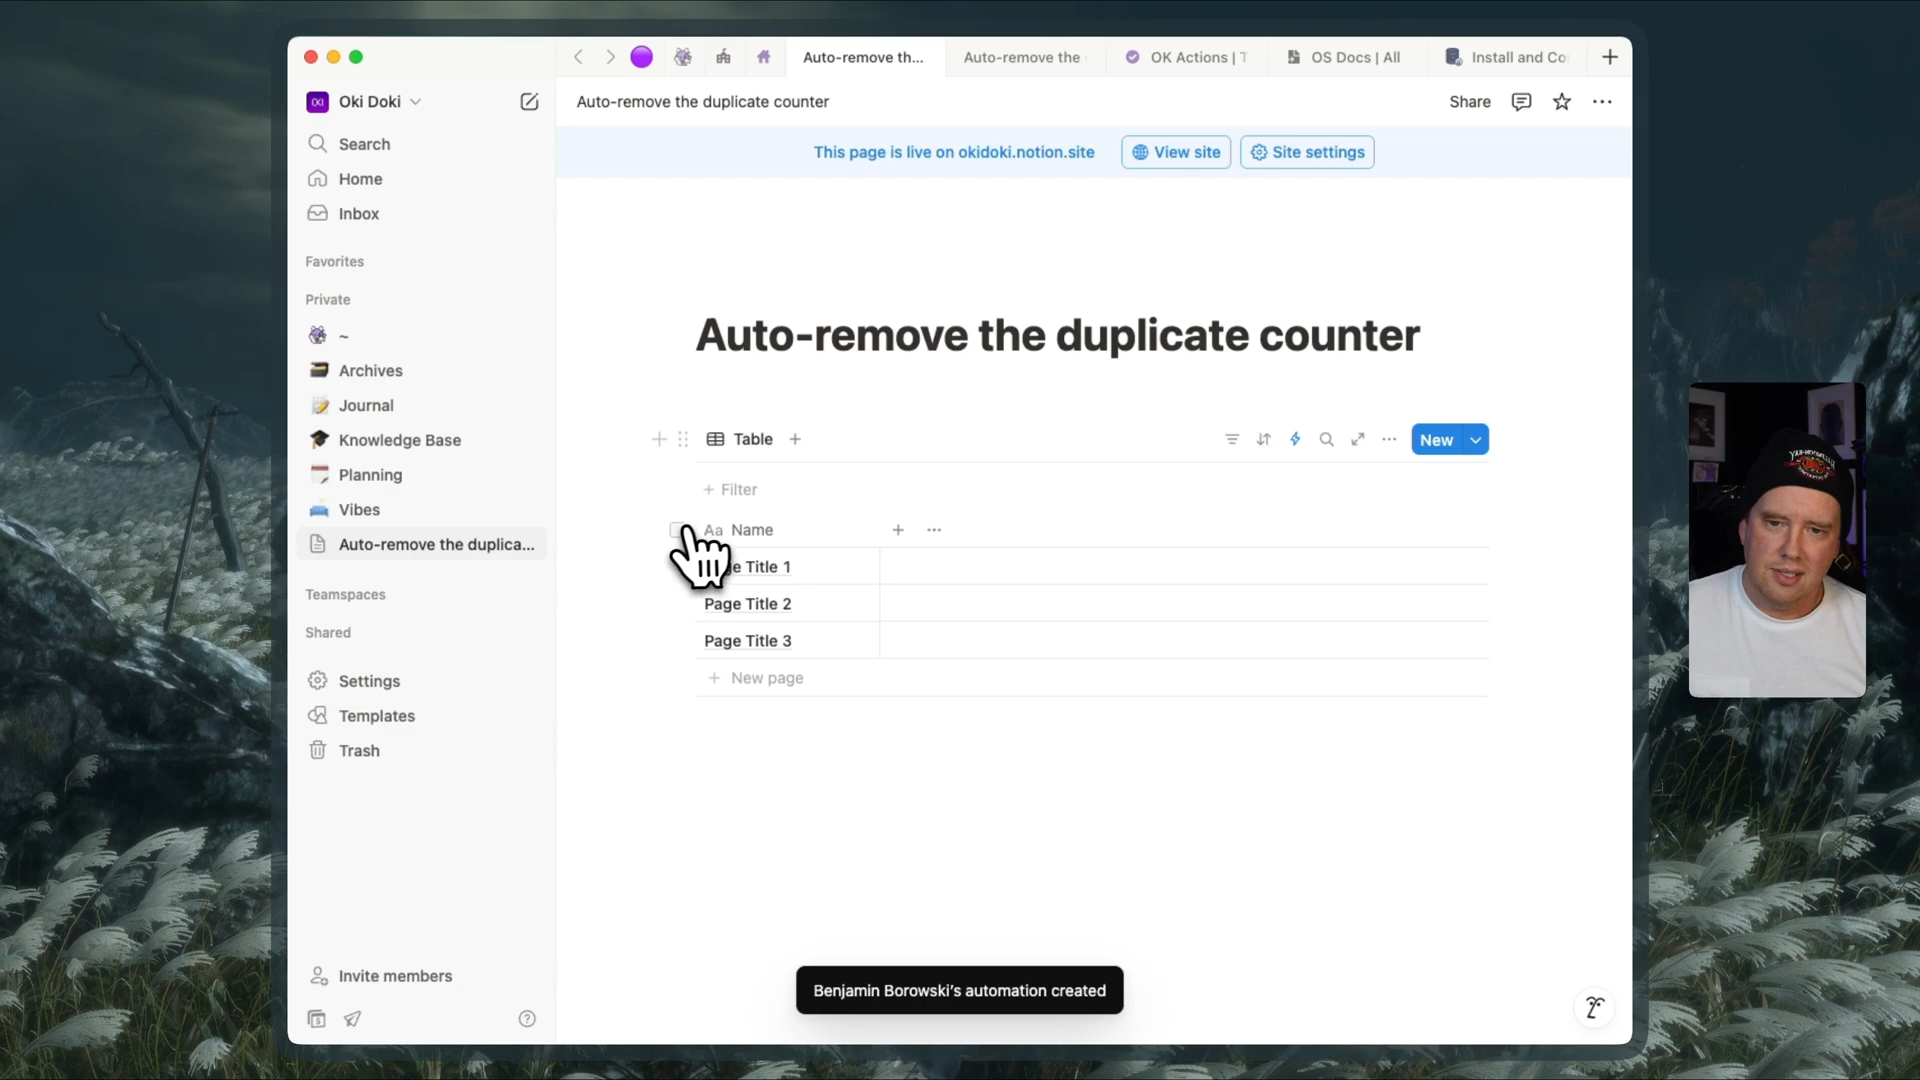 Auto-remove th...
Auto-remove the
OK Actions | T
OS Docs | All
Install and Co
Oki Doki
Auto-remove the duplicate counter
Share
Search
This page is live on okidoki.notion.site
View site
Site settings
Home
Inbox
Favorites
Private
~
Archives
Journal
Knowledge Base
Planning
Vibes
Auto-remove the duplica...
Teamspaces
Shared
Settings
Templates
Trash
Invite members
Auto-remove the duplicate counter
Table
New
Filter
Aa Name
e Title 1
Page Title 2
Page Title 3
New page
Benjamin Borowski's automation created